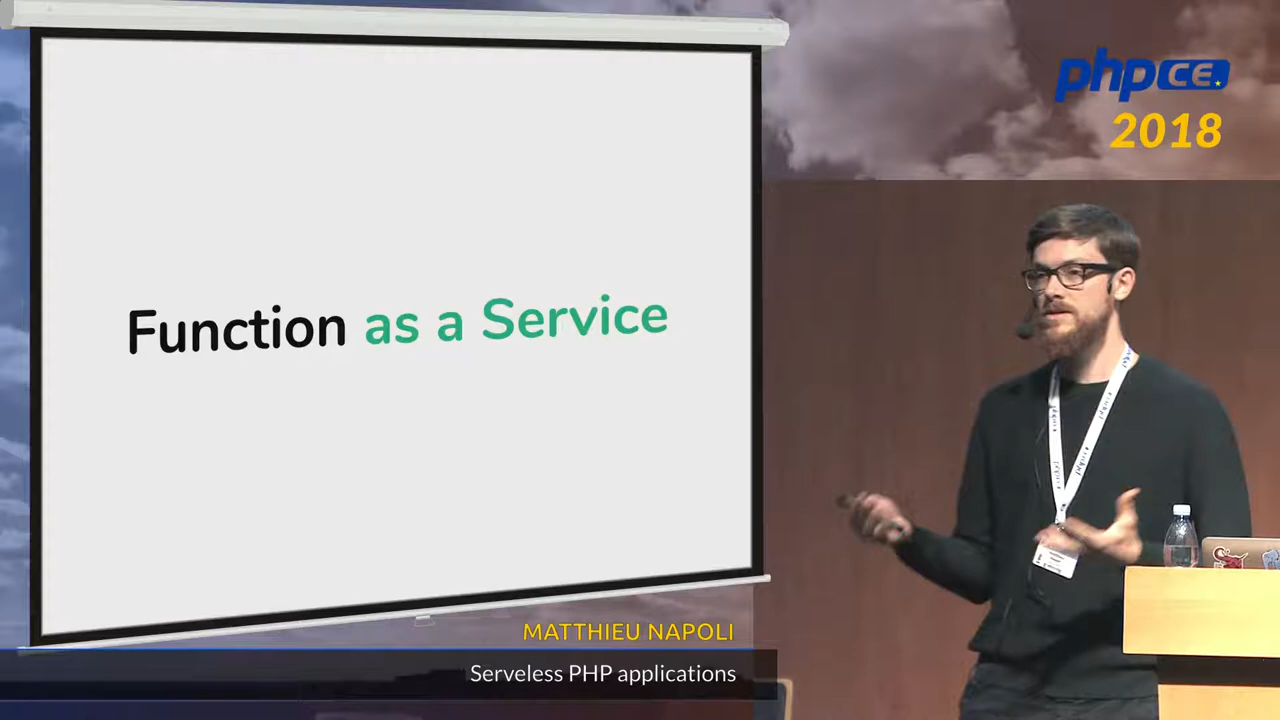 phpCE
2018
Function as a Service
MATTHIEU NAPOLI
Serveless PHP applications